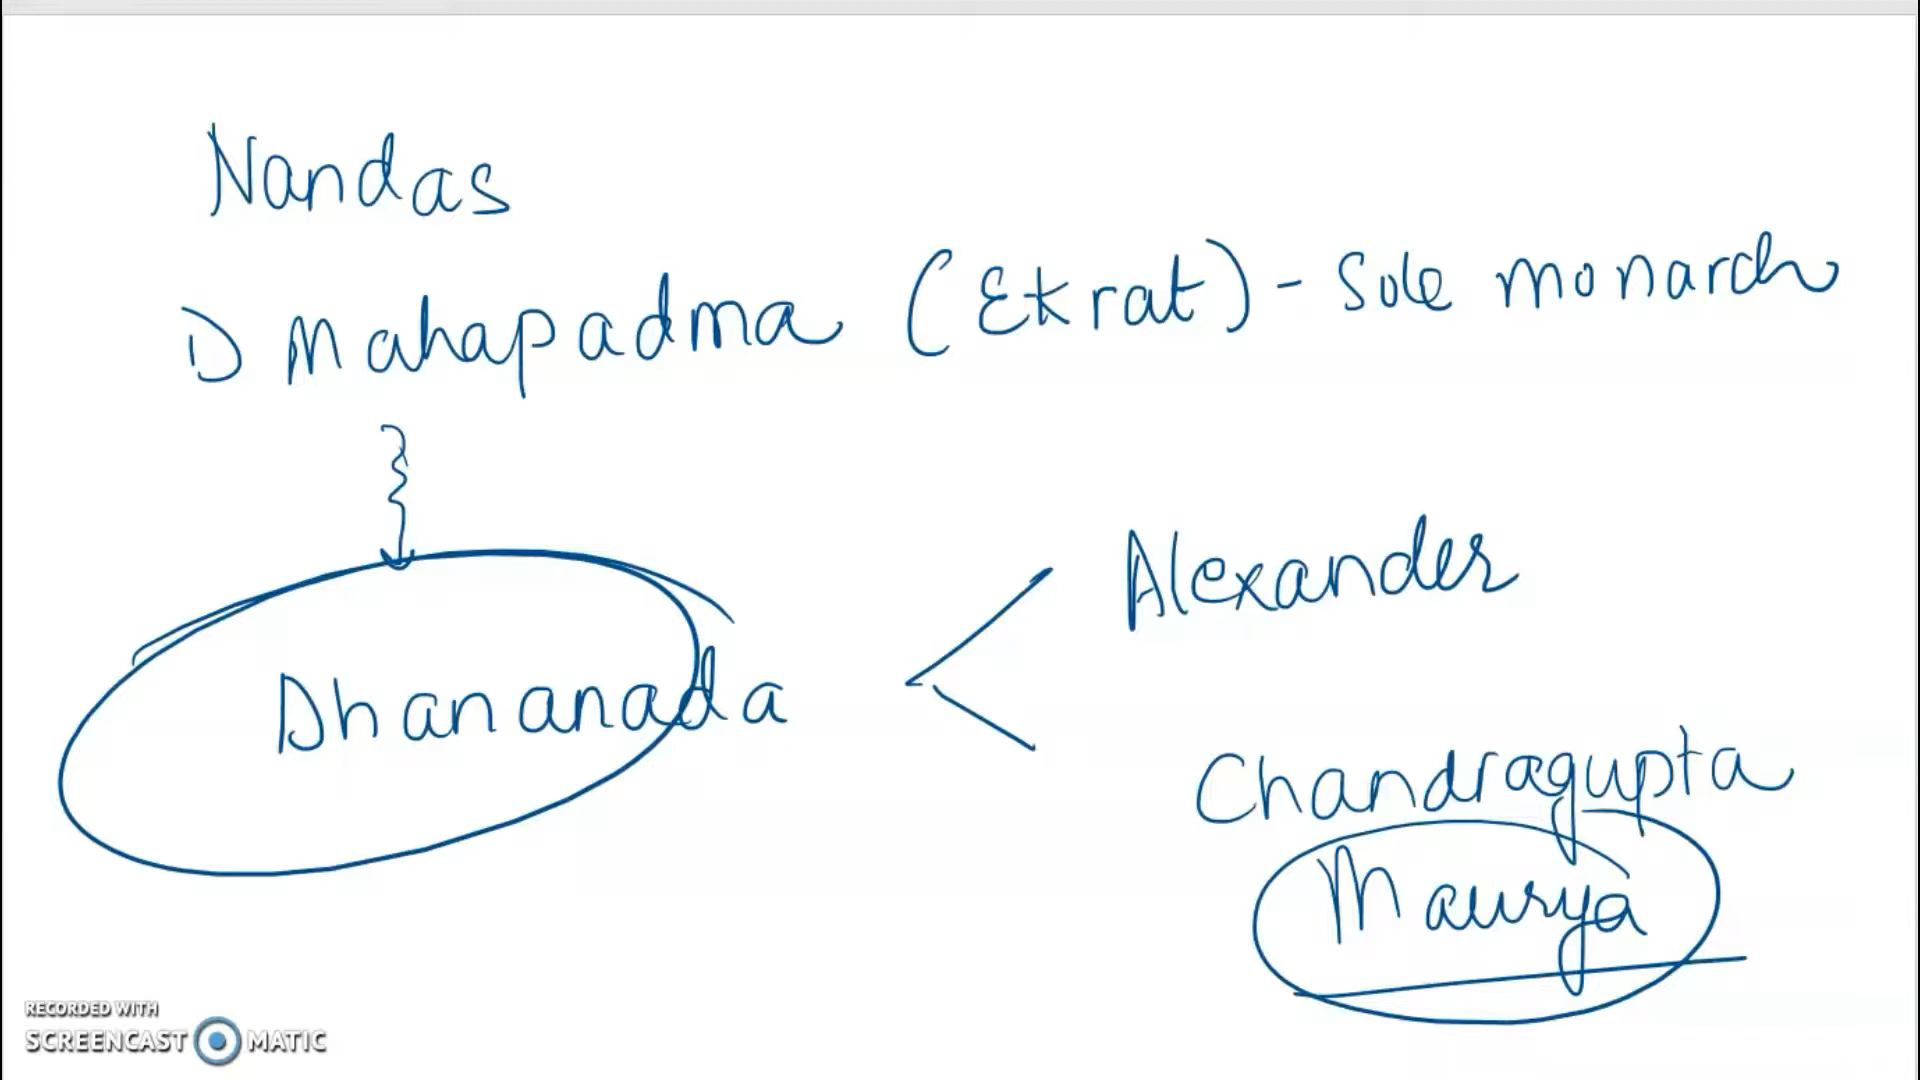 Nandas
1) Mahapadma (Ekrat) - Sole monarch
Dhananada
Alexander
Chandragupta
Maurya
RECORDED WITH
SCREENCAST MATIC